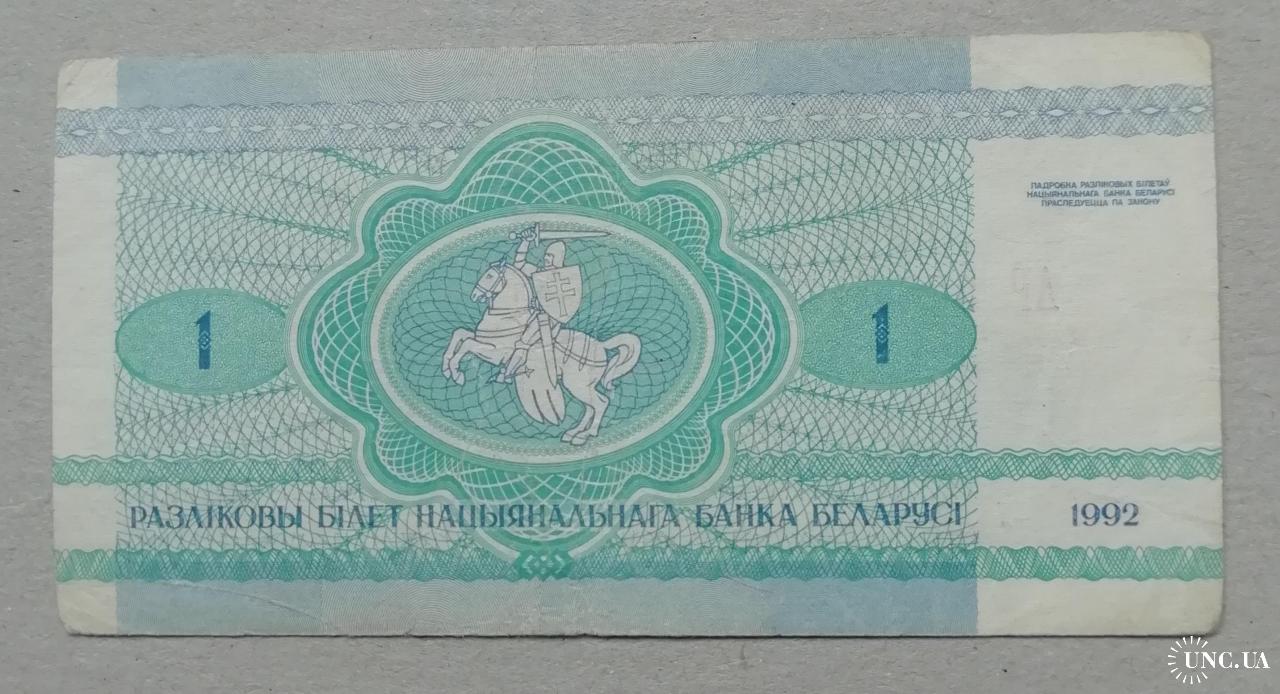 ПАДРОБКА РАЗЛІКОВЫХ БІЛЕТАЎ
НАЦЫЯНАЛЬНАГА БАНКА БЕЛАРУСІ
ПРАСЛЕДУЕЦЦА ПА ЗАКОНУ
1
1
РАЗЛІКОВЫ БІЛЕТ НАЦЫЯНАЛЬНАГА БАНКА БЕЛАРУСІ
1992
UNC.UA